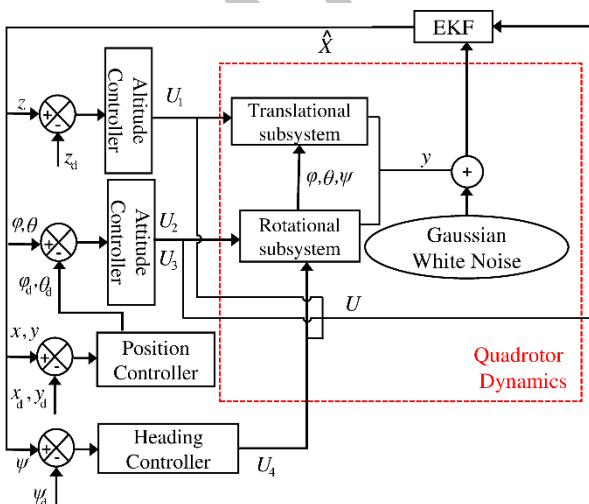 EKF
X̂
Altitude
Controller
U₁
z
+
-
z_d
Translational
subsystem
y
+
φ,θ,ψ
φ,θ
+
-
Attitude
Controller
U₂
U₃
Rotational
subsystem
Gaussian
White Noise
φ_d,θ_d
U
x,y
+
-
x_d,y_d
Position
Controller
Quadrotor
Dynamics
ψ
+
-
ψ_d
Heading
Controller
U₄